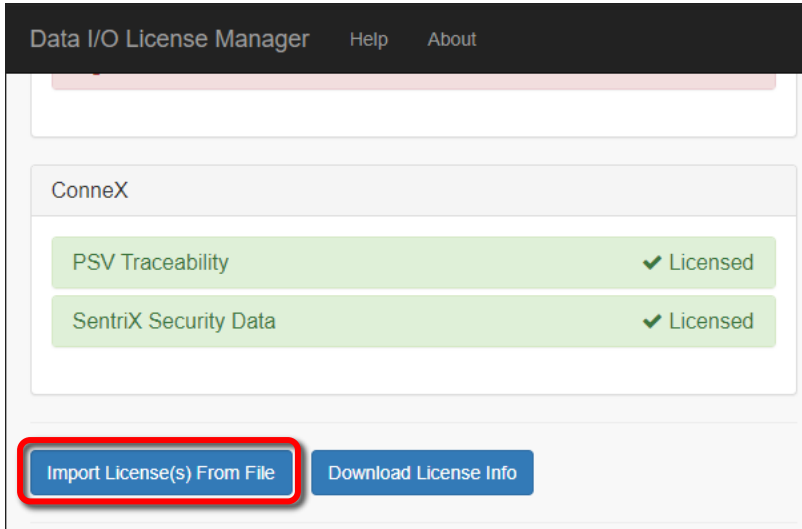 Data I/O License Manager Help About
ConneX
PSV Traceability ✔ Licensed
SentriX Security Data ✔ Licensed
Import License(s) From File Download License Info